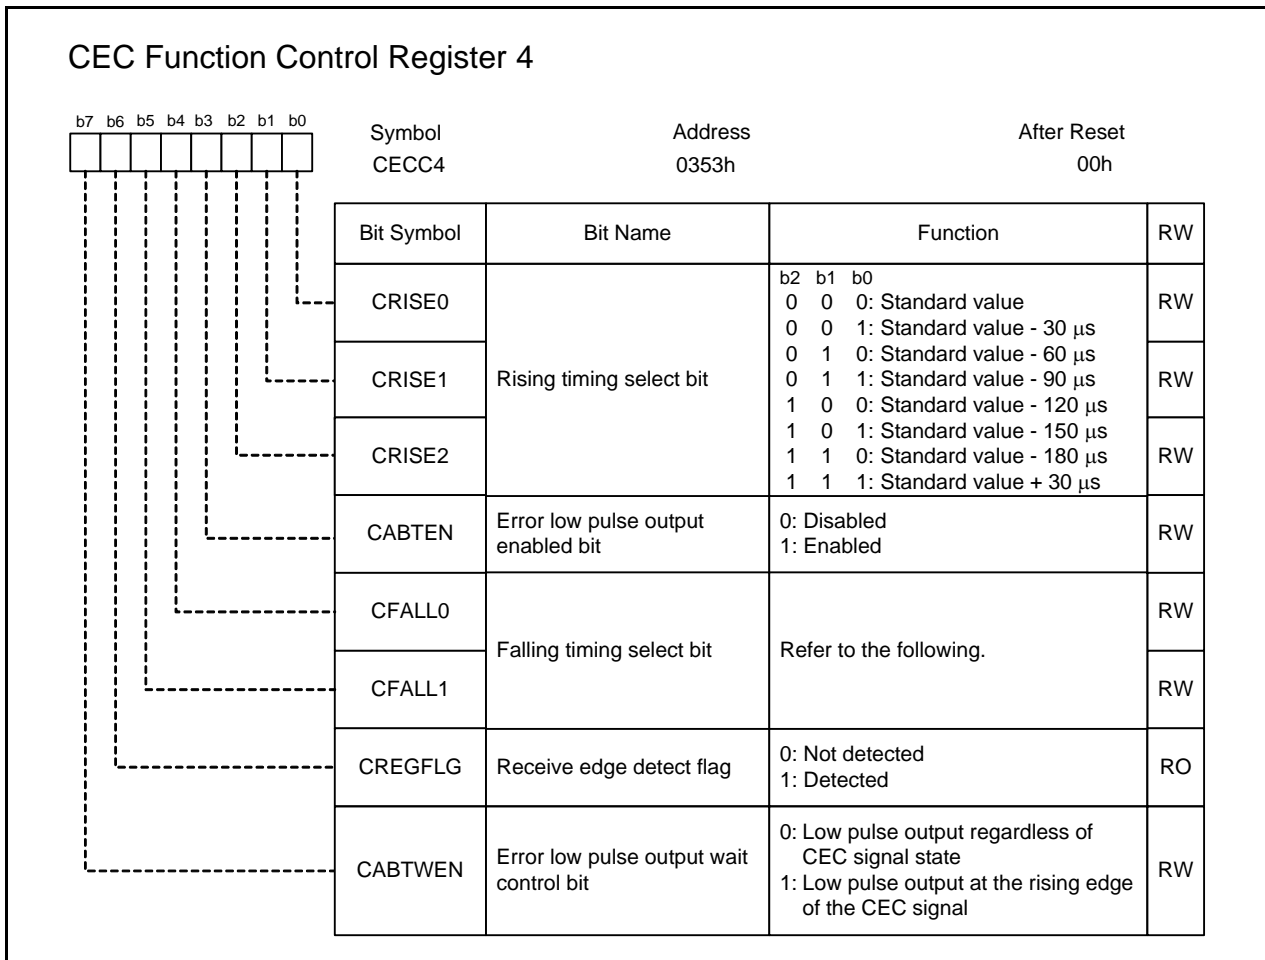 CEC Function Control Register 4
b7 b6 b5 b4 b3 b2 b1 b0
Symbol Address After Reset
CECC4 0353h 00h
Bit Symbol Bit Name Function RW
CRISE0 RW
CRISE1 Rising timing select bit RW
CRISE2 RW
b2 b1 b0
0 0 0: Standard value
0 0 1: Standard value - 30 μs
0 1 0: Standard value - 60 μs
0 1 1: Standard value - 90 μs
1 0 0: Standard value - 120 μs
1 0 1: Standard value - 150 μs
1 1 0: Standard value - 180 μs
1 1 1: Standard value + 30 μs
CABTEN
Error low pulse output
enabled bit
0: Disabled
1: Enabled
RW
CFALL0 RW
Falling timing select bit Refer to the following.
CFALL1 RW
CREGFLG Receive edge detect flag
0: Not detected
1: Detected
RO
CABTWEN
Error low pulse output wait
control bit
0: Low pulse output regardless of
CEC signal state
1: Low pulse output at the rising edge
of the CEC signal
RW